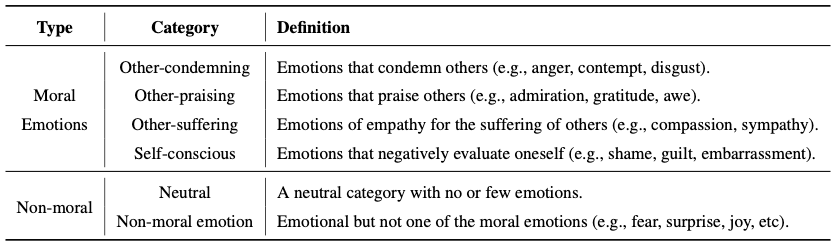 Type Category Definition
Other-condemning Emotions that condemn others (e.g., anger, contempt, disgust).
Moral Other-praising Emotions that praise others (e.g., admiration, gratitude, awe).
Emotions Other-suffering Emotions of empathy for the suffering of others (e.g., compassion, sympathy).
Self-conscious Emotions that negatively evaluate oneself (e.g., shame, guilt, embarrassment).
Neutral A neutral category with no or few emotions.
Non-moral
Non-moral emotion Emotional but not one of the moral emotions (e.g., fear, surprise, joy, etc).